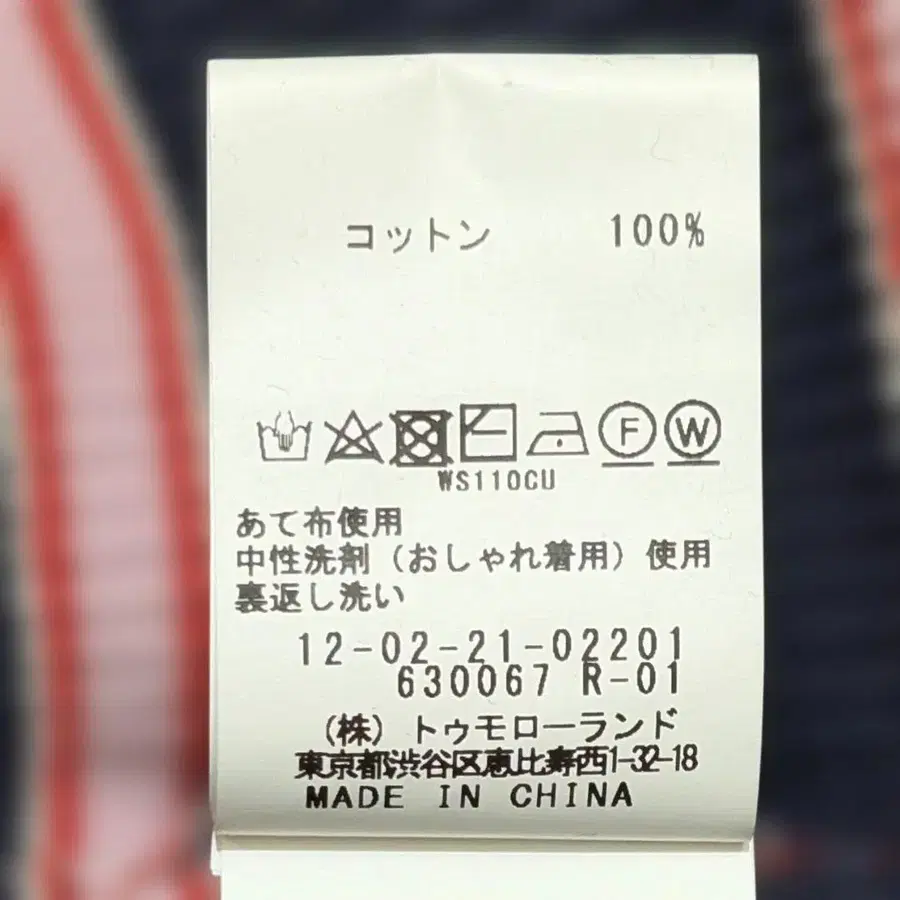 コットン 100%
F W
WS110CU
あて布使用
中性洗剤（おしゃれ着用）使用
裏返し洗い
12-02-21-02201
630067 R-01
（株）トゥモローランド
東京都渋谷区恵比寿西1-32-18
MADE IN CHINA